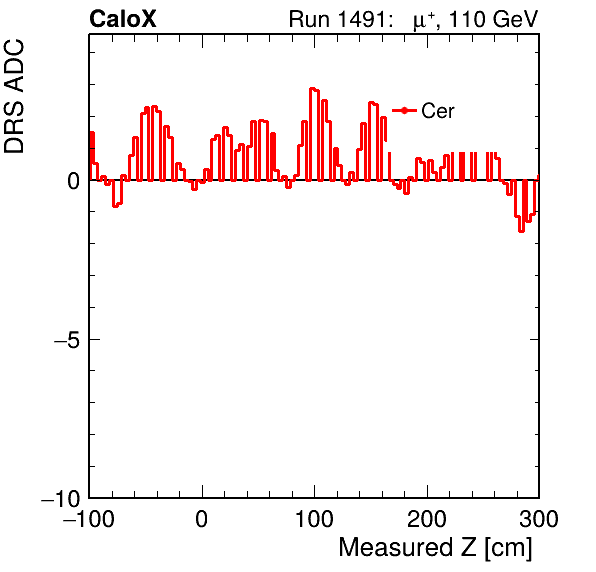 CaloX
Run 1491: μ⁺, 110 GeV
DRS ADC
Cer
0
−5
−10
−100 0 100 200 300
Measured Z [cm]